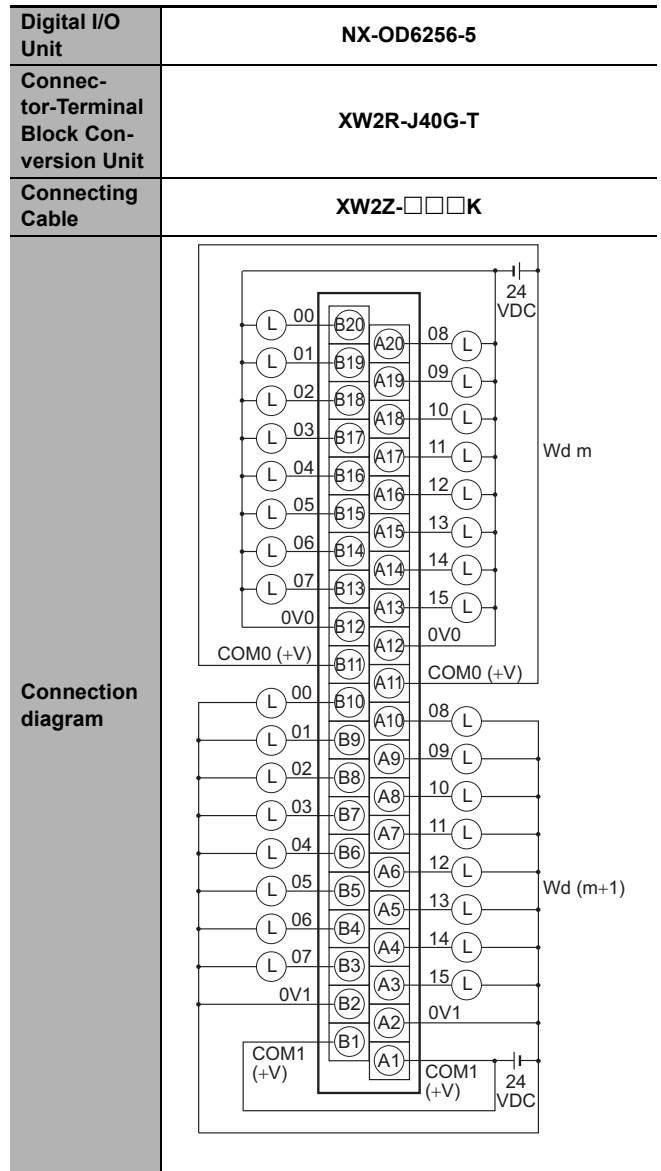 Digital I/O
Unit
NX-OD6256-5
Connec-
tor-Terminal
Block Con-
version Unit
XW2R-J40G-T
Connecting
Cable
XW2Z-□□□K
Connection
diagram
24
VDC
L 00 B20
A20 08 L
L 01 B19
A19 09 L
L 02 B18
A18 10 L
L 03 B17
A17 11 L
Wd m
L 04 B16
A16 12 L
L 05 B15
A15 13 L
L 06 B14
A14 14 L
L 07 B13
A13 15 L
0V0 B12
A12 0V0
COM0 (+V) B11
A11 COM0 (+V)
L 00 B10
A10 08 L
L 01 B9
A9 09 L
L 02 B8
A8 10 L
L 03 B7
A7 11 L
L 04 B6
A6 12 L
Wd (m+1)
L 05 B5
A5 13 L
L 06 B4
A4 14 L
L 07 B3
A3 15 L
0V1 B2
A2 0V1
B1
COM1
(+V)
A1
COM1
(+V)
24
VDC